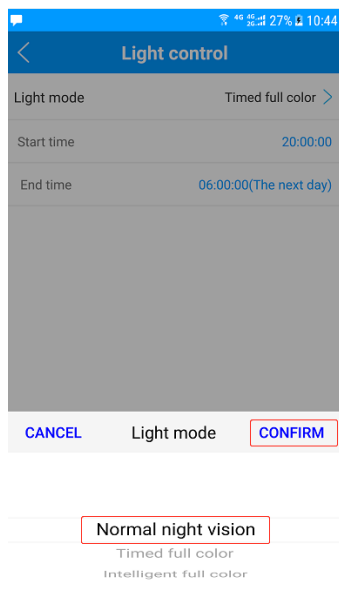 4G 4G 2G 27% 10:44
Light control
Light mode Timed full color
Start time 20:00:00
End time 06:00:00(The next day)
CANCEL Light mode CONFIRM
Normal night vision
Timed full color
Intelligent full color